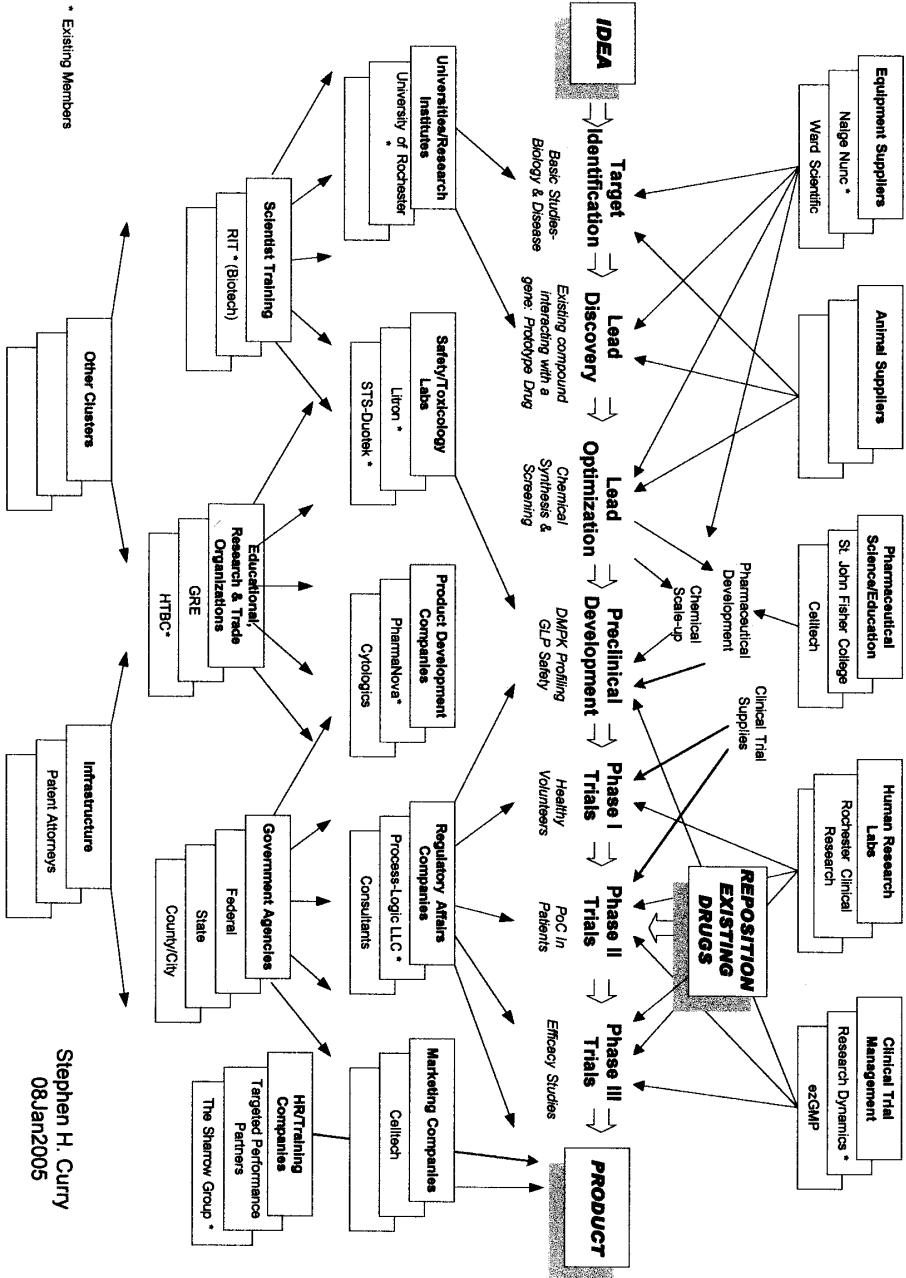 Equipment Suppliers
Nalge Nunc *
Ward Scientific
Animal Suppliers
Pharmaceutical
Science/Education
St. John Fisher College
Celltech
Human Research
Labs
Rochester Clinical
Research
Clinical Trial
Management
Research Dynamics *
ezGMP
Pharmaceutical
Development
Chemical
Scale-up
Clinical Trial
Supplies
REPOSITION
EXISTING
DRUGS
IDEA
Target
Identification
Lead
Discovery
Lead
Optimization
Preclinical
Development
Phase I
Trials
Phase II
Trials
Phase III
Trials
PRODUCT
Basic Studies-
Biology & Disease
Existing compound
interacting with a
gene: Prototype Drug
Chemical
Synthesis &
Screening
DMPK Profiling
GLP Safety
Healthy
Volunteers
PoC In
Patients
Efficacy Studies
Universities/Research
Institutes
University of Rochester
*
Safety/Toxicology
Labs
Litron *
STS-Duotek *
Product Development
Companies
PharmaNova*
Cytologics
Regulatory Affairs
Companies
Process-Logic LLC *
Consultants
Marketing Companies
Celltech
Scientist Training
RIT * (Biotech)
Educational,
Research & Trade
Organizations
GRE
HTBC*
Government Agencies
Federal
State
County/City
HR/Training
Companies
Targeted Performance
Partners
The Sharrow Group *
Other Clusters
Infrastructure
Patent Attorneys
* Existing Members
Stephen H. Curry
08Jan2005